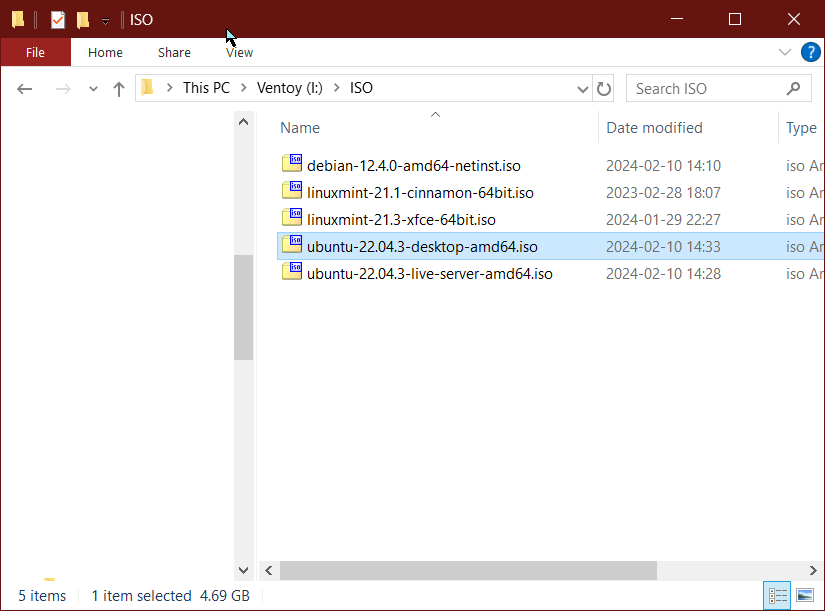 ISO
File Home Share View
This PC Ventoy (I:) ISO Search ISO
Name Date modified Type
debian-12.4.0-amd64-netinst.iso 2024-02-10 14:10 iso Ar
linuxmint-21.1-cinnamon-64bit.iso 2023-02-28 18:07 iso Ar
linuxmint-21.3-xfce-64bit.iso 2024-01-29 22:27 iso Ar
ubuntu-22.04.3-desktop-amd64.iso 2024-02-10 14:33 iso Ar
ubuntu-22.04.3-live-server-amd64.iso 2024-02-10 14:28 iso Ar
5 items 1 item selected 4.69 GB